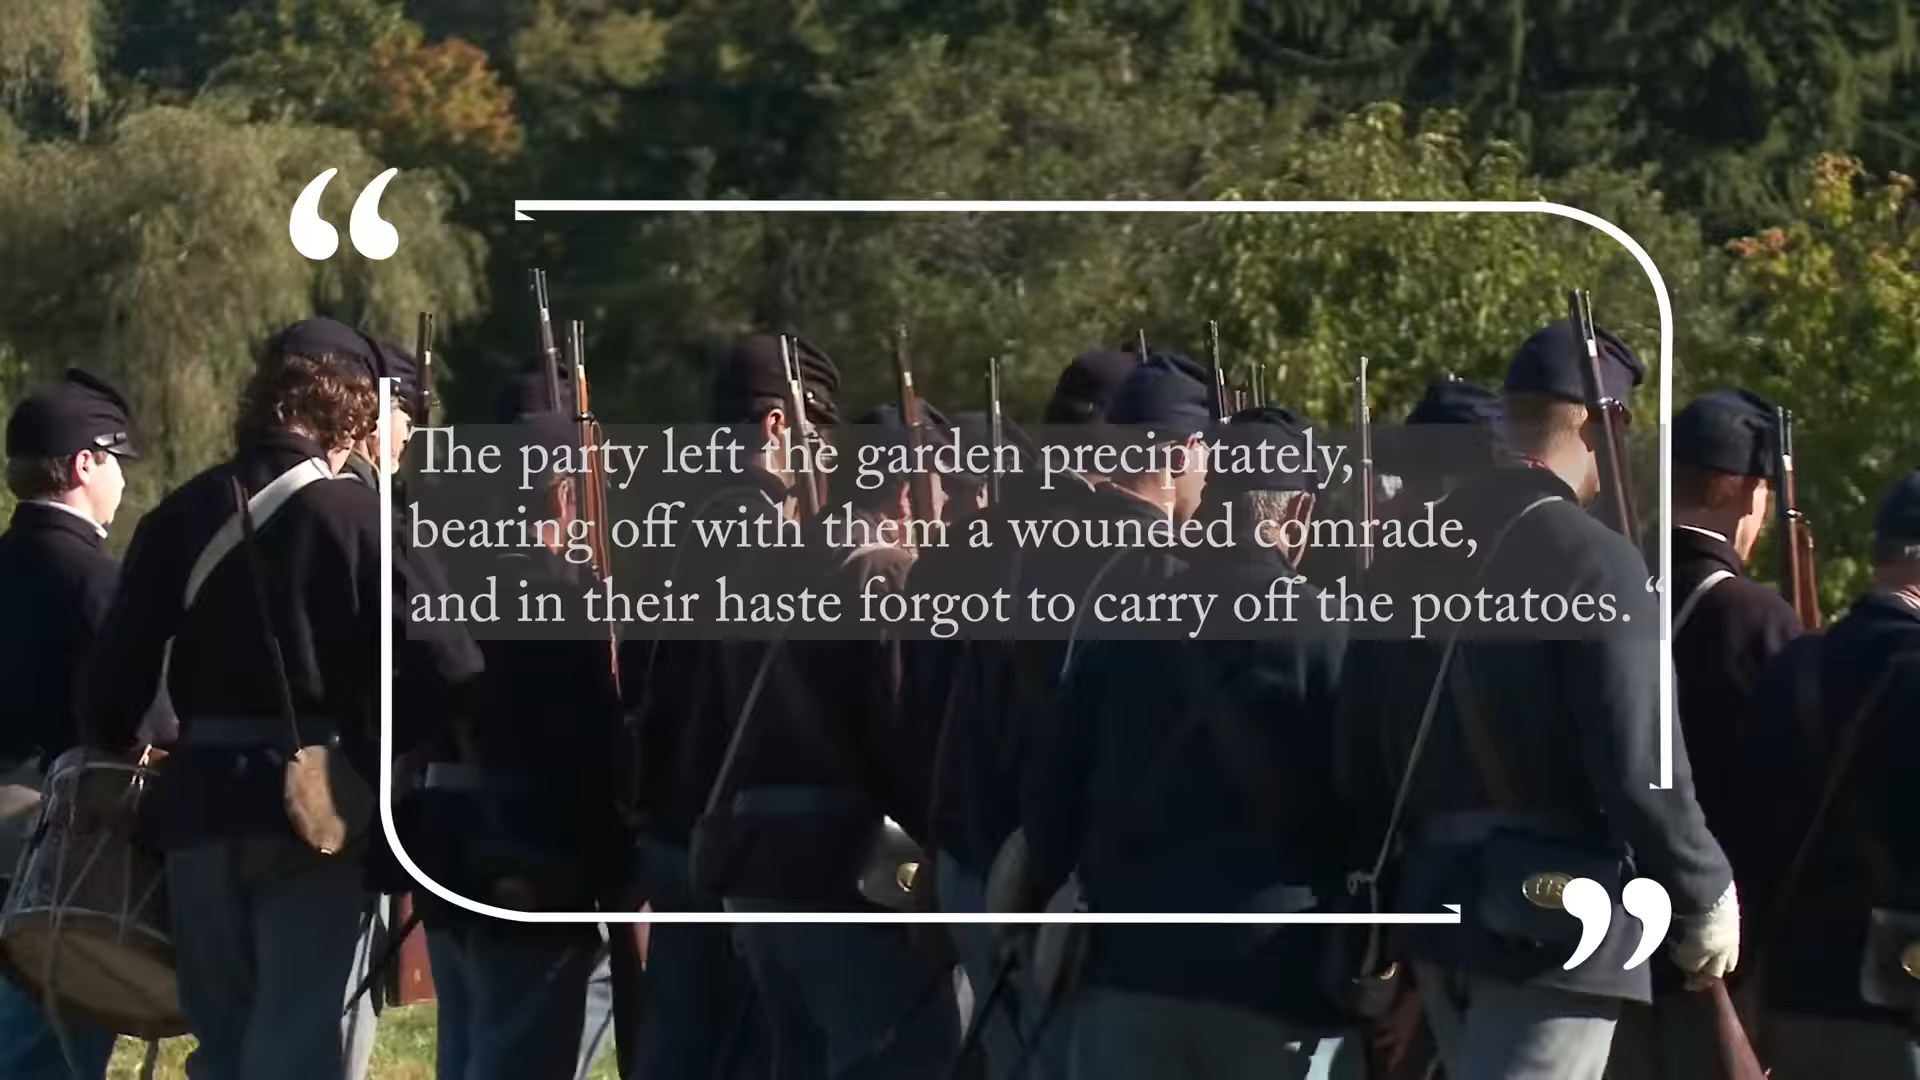 “
The party left the garden precipitately,
bearing off with them a wounded comrade,
and in their haste forgot to carry off the potatoes. “
”